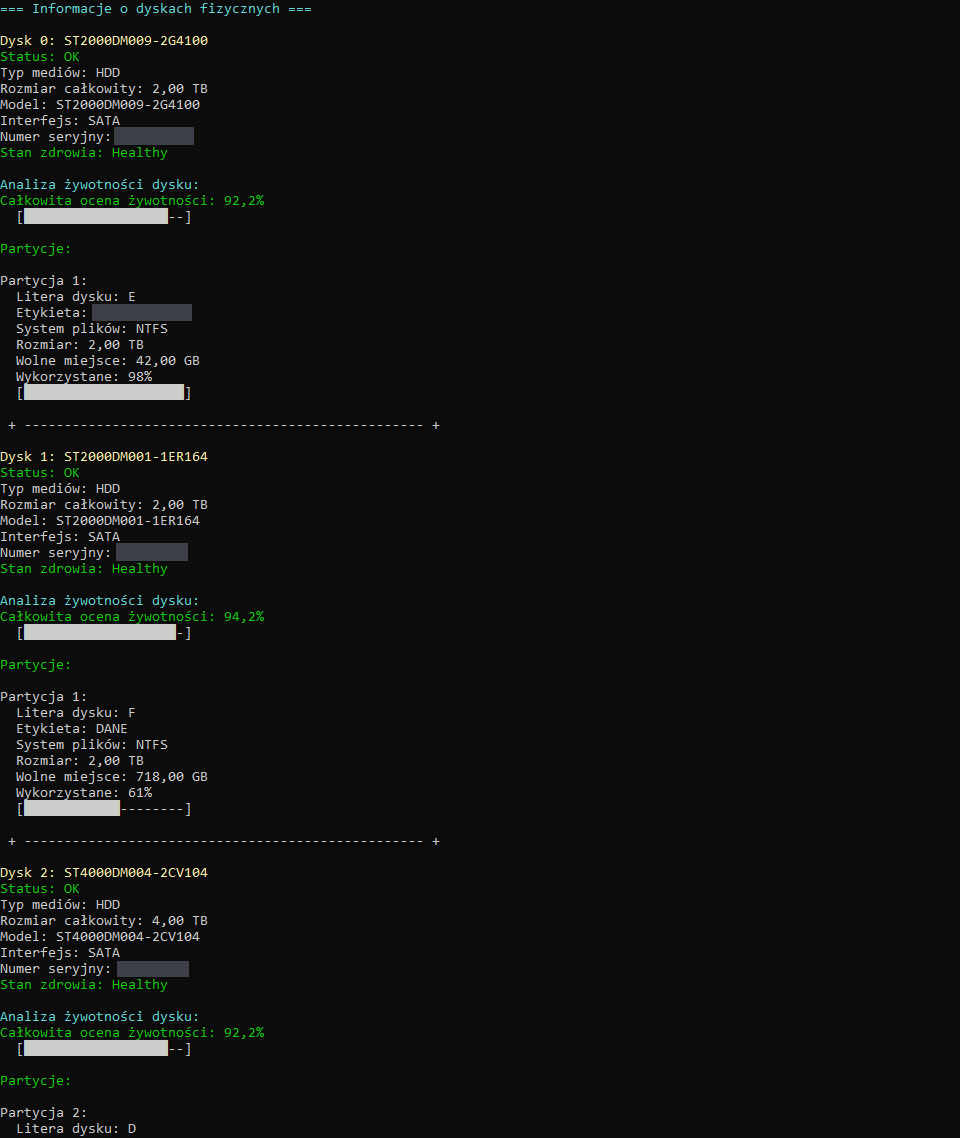 === Informacje o dyskach fizycznych ===
Dysk 0: ST2000DM009-2G4100
Status: OK
Typ mediów: HDD
Rozmiar całkowity: 2,00 TB
Model: ST2000DM009-2G4100
Interfejs: SATA
Numer seryjny:
Stan zdrowia: Healthy
Analiza żywotności dysku:
Całkowita ocena żywotności: 92,2%
[██████████████████--]
Partycje:
Partycja 1:
Litera dysku: E
Etykieta:
System plików: NTFS
Rozmiar: 2,00 TB
Wolne miejsce: 42,00 GB
Wykorzystane: 98%
[████████████████████]
+ -------------------------------------------------- +
Dysk 1: ST2000DM001-1ER164
Status: OK
Typ mediów: HDD
Rozmiar całkowity: 2,00 TB
Model: ST2000DM001-1ER164
Interfejs: SATA
Numer seryjny:
Stan zdrowia: Healthy
Analiza żywotności dysku:
Całkowita ocena żywotności: 94,2%
[███████████████████-]
Partycje:
Partycja 1:
Litera dysku: F
Etykieta: DANE
System plików: NTFS
Rozmiar: 2,00 TB
Wolne miejsce: 718,00 GB
Wykorzystane: 61%
[████████████--------]
+ -------------------------------------------------- +
Dysk 2: ST4000DM004-2CV104
Status: OK
Typ mediów: HDD
Rozmiar całkowity: 4,00 TB
Model: ST4000DM004-2CV104
Interfejs: SATA
Numer seryjny:
Stan zdrowia: Healthy
Analiza żywotności dysku:
Całkowita ocena żywotności: 92,2%
[██████████████████--]
Partycje:
Partycja 2:
Litera dysku: D